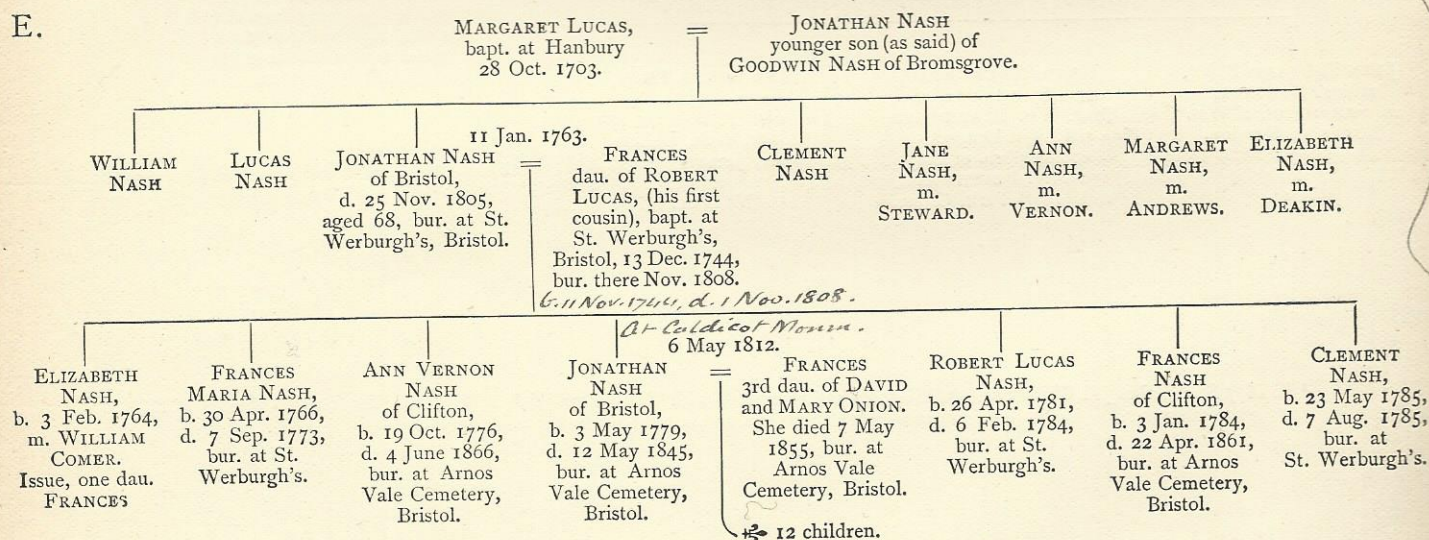 E.
MARGARET LUCAS,
bapt. at Hanbury
28 Oct. 1703.
=
JONATHAN NASH
younger son (as said) of
GOODWIN NASH of Bromsgrove.
WILLIAM
NASH
LUCAS
NASH
JONATHAN NASH
of Bristol,
d. 25 Nov. 1805,
aged 68, bur. at St.
Werburgh's, Bristol.
11 Jan. 1763.
=
FRANCES
dau. of ROBERT
LUCAS, (his first
cousin), bapt. at
St. Werburgh's,
Bristol, 13 Dec. 1744,
bur. there Nov. 1808.
b. 11 Nov. 1744, d. 1 Nov. 1808.
CLEMENT
NASH
JANE
NASH,
m.
STEWARD.
ANN
NASH,
m.
VERNON.
MARGARET
NASH,
m.
ANDREWS.
ELIZABETH
NASH,
m.
DEAKIN.
ELIZABETH
NASH,
b. 3 Feb. 1764,
m. WILLIAM
COMER.
Issue, one dau.
FRANCES
FRANCES
MARIA NASH,
b. 30 Apr. 1766,
d. 7 Sep. 1773,
bur. at St.
Werburgh's.
ANN VERNON
NASH
of Clifton,
b. 19 Oct. 1776,
d. 4 June 1866,
bur. at Arnos
Vale Cemetery,
Bristol.
JONATHAN
NASH
of Bristol,
b. 3 May 1779,
d. 12 May 1845,
bur. at Arnos
Vale Cemetery,
Bristol.
at Caldicot Monm.
6 May 1812.
=
FRANCES
3rd dau. of DAVID
and MARY ONION.
She died 7 May
1855, bur. at
Arnos Vale
Cemetery, Bristol.
12 children.
ROBERT LUCAS
NASH,
b. 26 Apr. 1781,
d. 6 Feb. 1784,
bur. at St.
Werburgh's.
FRANCES
NASH
of Clifton,
b. 3 Jan. 1784,
d. 22 Apr. 1861,
bur. at Arnos
Vale Cemetery,
Bristol.
CLEMENT
NASH,
b. 23 May 1785,
d. 7 Aug. 1785,
bur. at
St. Werburgh's.